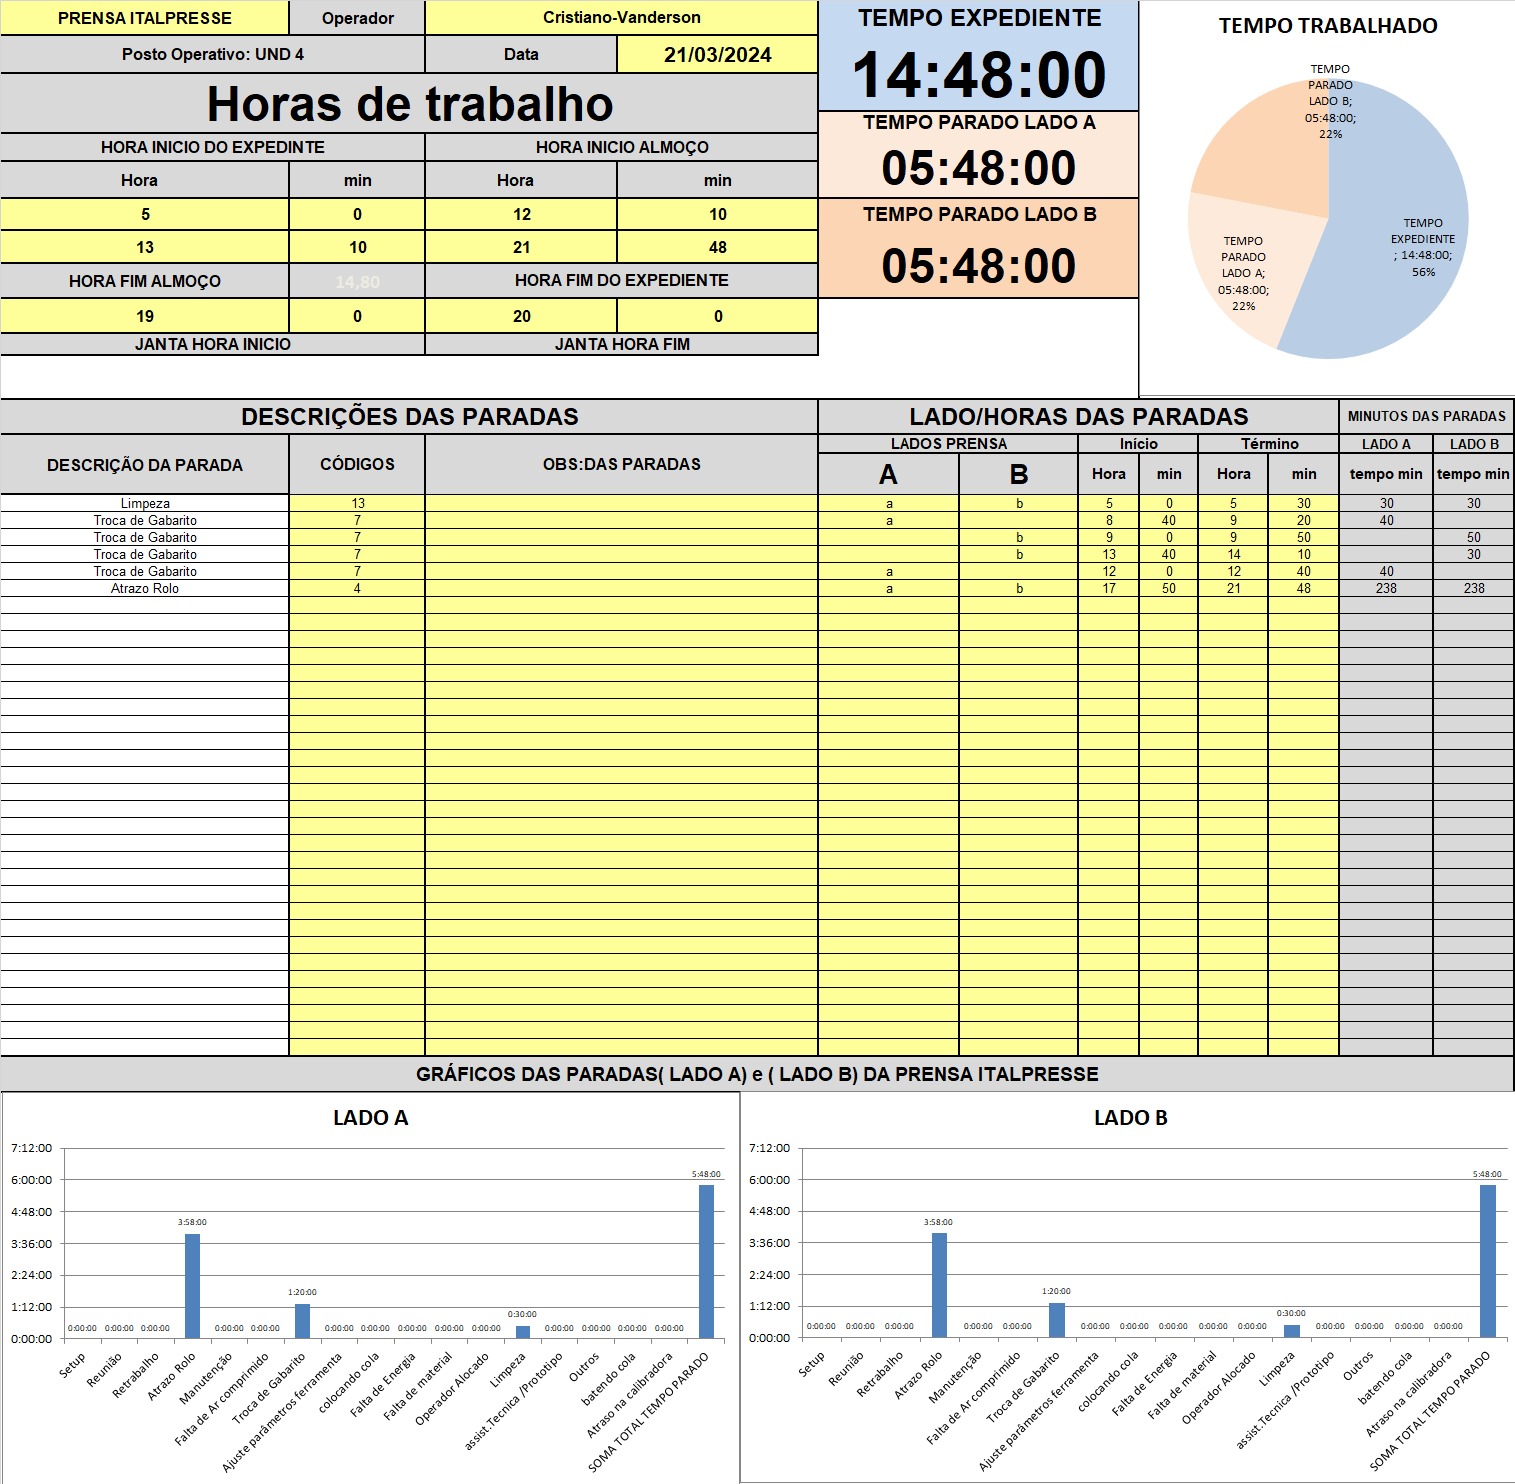 PRENSA ITALPRESSE Operador Cristiano-Vanderson
Posto Operativo: UND 4 Data 21/03/2024
Horas de trabalho
HORA INICIO DO EXPEDINTE HORA INICIO ALMOÇO
Hora min Hora min
5 0 12 10
13 10 21 48
HORA FIM ALMOÇO 14,80 HORA FIM DO EXPEDIENTE
19 0 20 0
JANTA HORA INICIO JANTA HORA FIM
TEMPO EXPEDIENTE
14:48:00
TEMPO PARADO LADO A
05:48:00
TEMPO PARADO LADO B
05:48:00
TEMPO TRABALHADO
TEMPO
PARADO
LADO B;
05:48:00;
22%
TEMPO
EXPEDIENTE
; 14:48:00;
56%
TEMPO
PARADO
LADO A;
05:48:00;
22%
DESCRIÇÕES DAS PARADAS LADO/HORAS DAS PARADAS MINUTOS DAS PARADAS
DESCRIÇÃO DA PARADA CÓDIGOS OBS:DAS PARADAS
LADOS PRENSA Início Término LADO A LADO B
A B Hora min Hora min tempo min tempo min
Limpeza 13 a b 5 0 5 30 30 30
Troca de Gabarito 7 a 8 40 9 20 40
Troca de Gabarito 7 b 9 0 9 50 50
Troca de Gabarito 7 b 13 40 14 10 30
Troca de Gabarito 7 a 12 0 12 40 40
Atrazo Rolo 4 a b 17 50 21 48 238 238
GRÁFICOS DAS PARADAS( LADO A) e ( LADO B) DA PRENSA ITALPRESSE
LADO A
7:12:00
6:00:00
4:48:00
3:36:00
2:24:00
1:12:00
0:00:00
0:00:00 0:00:00 0:00:00 3:58:00 0:00:00 0:00:00 1:20:00 0:00:00 0:00:00 0:00:00 0:00:00 0:00:00 0:30:00 0:00:00 0:00:00 0:00:00 0:00:00 5:48:00
Setup
Reunião
Retrabalho
Atrazo Rolo
Manutenção
Falta de Ar comprimido
Troca de Gabarito
Ajuste parâmetros ferramenta
colocando cola
Falta de Energia
Falta de material
Operador Alocado
Limpeza
assist.Tecnica /Prototipo
Outros
batendo cola
Atraso na calibradora
SOMA TOTAL TEMPO PARADO
LADO B
7:12:00
6:00:00
4:48:00
3:36:00
2:24:00
1:12:00
0:00:00
0:00:00 0:00:00 0:00:00 3:58:00 0:00:00 0:00:00 1:20:00 0:00:00 0:00:00 0:00:00 0:00:00 0:00:00 0:30:00 0:00:00 0:00:00 0:00:00 0:00:00 5:48:00
Setup
Reunião
Retrabalho
Atrazo Rolo
Manutenção
Falta de Ar comprimido
Troca de Gabarito
Ajuste parâmetros ferramenta
colocando cola
Falta de Energia
Falta de material
Operador Alocado
Limpeza
assist.Tecnica /Prototipo
Outros
batendo cola
Atraso na calibradora
SOMA TOTAL TEMPO PARADO